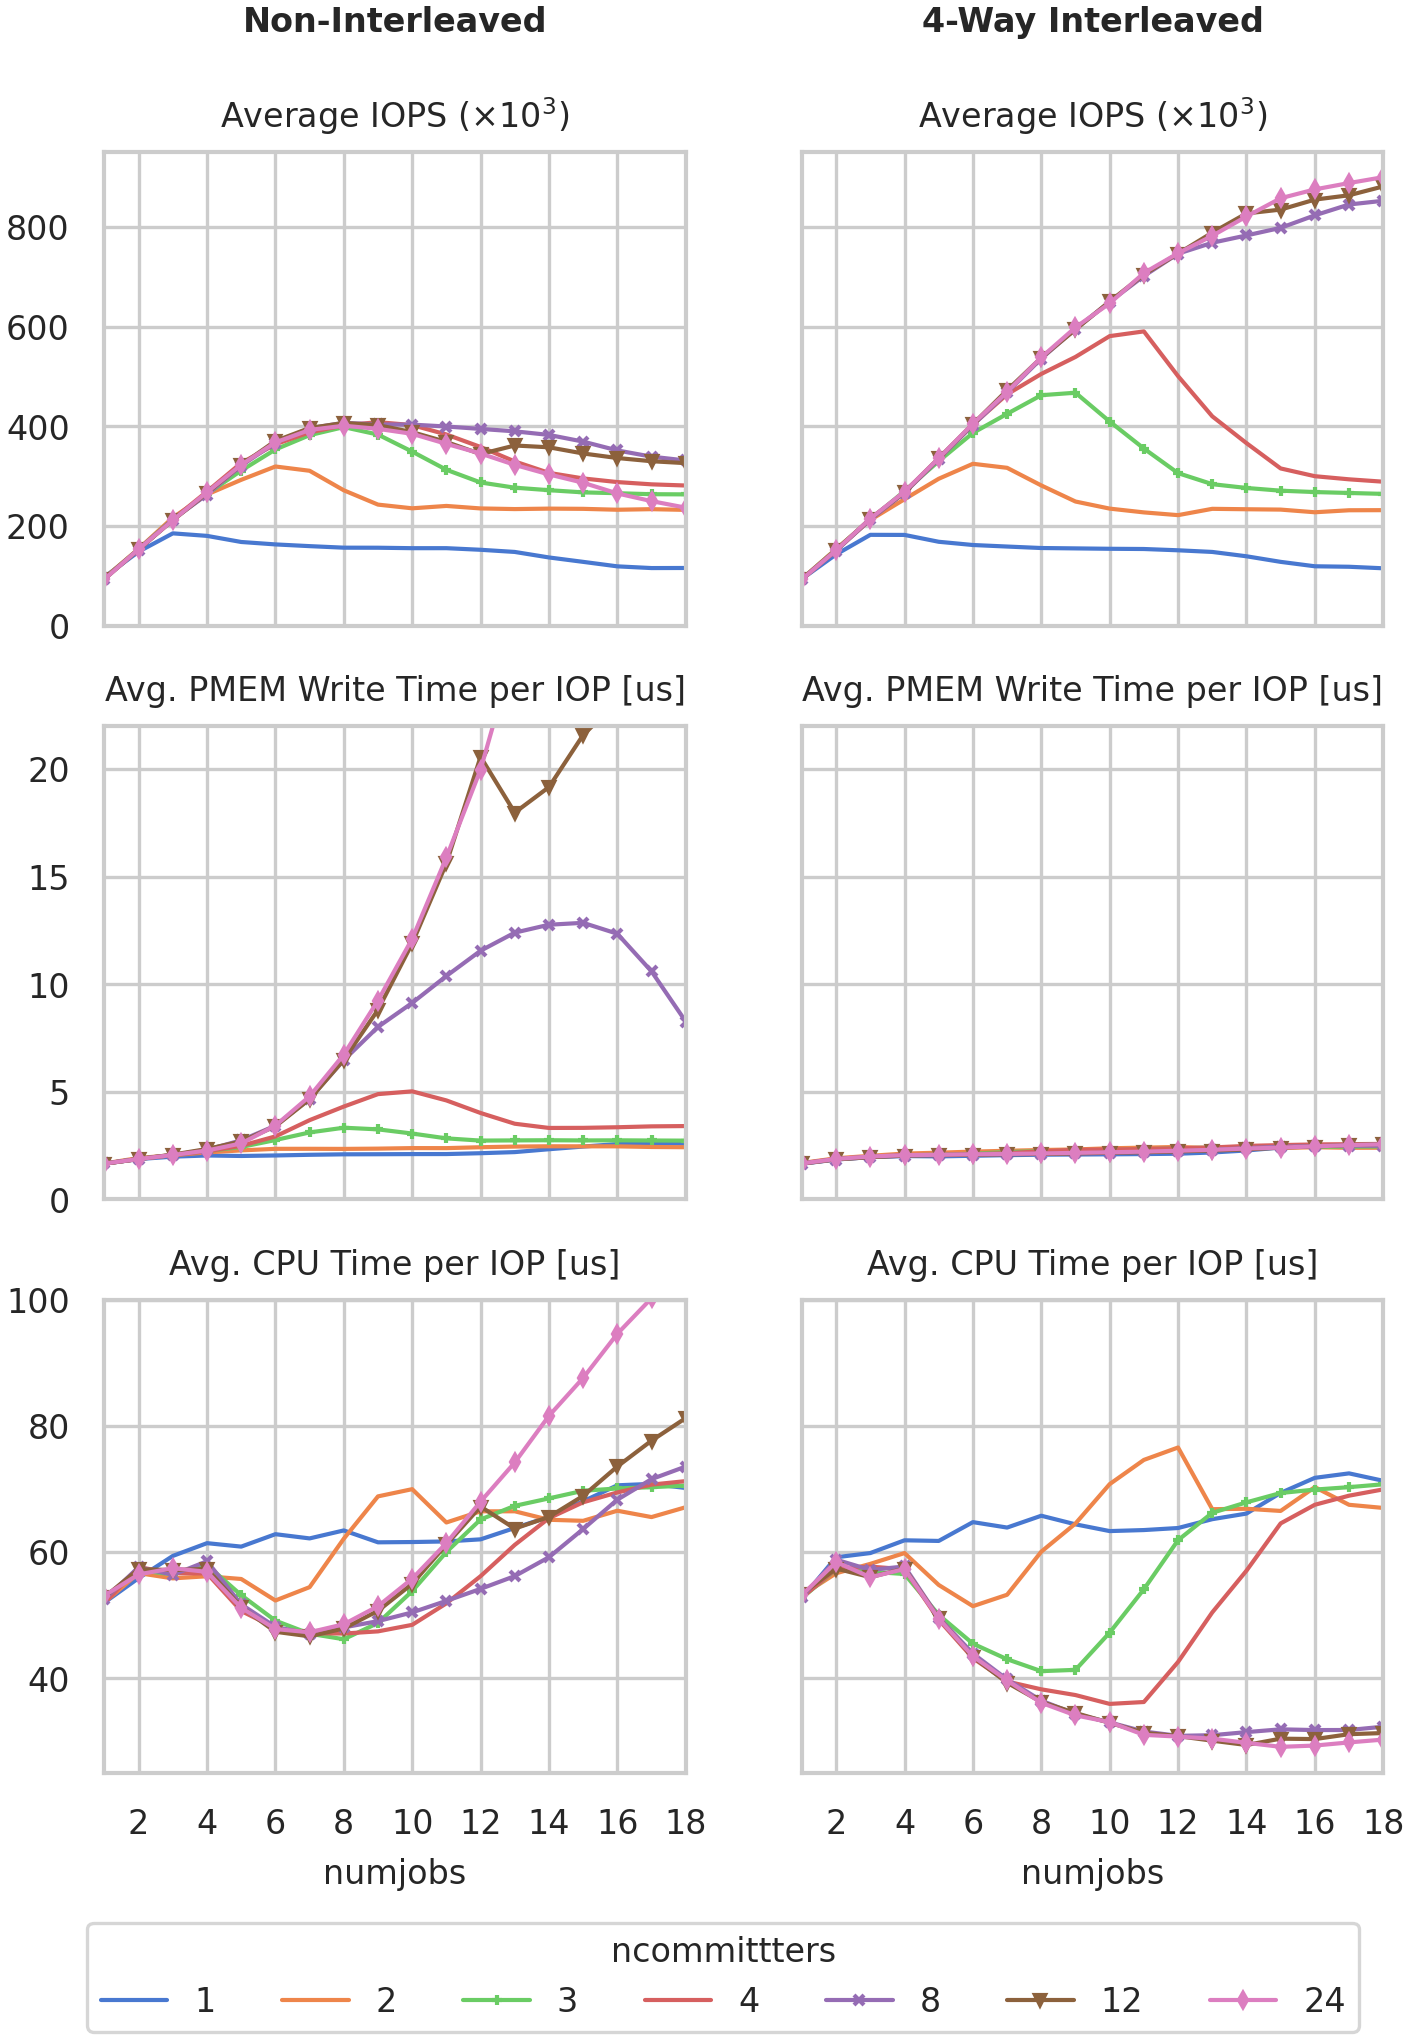 Non-Interleaved
4-Way Interleaved
Average IOPS (×10³)
Average IOPS (×10³)
800
600
400
200
0
Avg. PMEM Write Time per IOP [us]
Avg. PMEM Write Time per IOP [us]
20
15
10
5
0
Avg. CPU Time per IOP [us]
Avg. CPU Time per IOP [us]
100
80
60
40
2 4 6 8 10 12 14 16 18
2 4 6 8 10 12 14 16 18
numjobs
numjobs
ncommittters
1 2 3 4 8 12 24